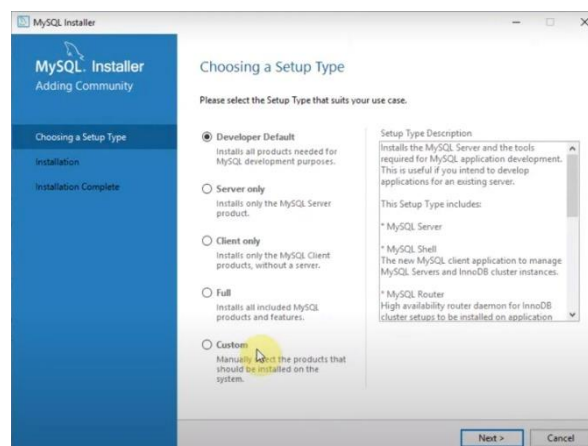 MySQL Installer
MySQL. Installer
Adding Community
Choosing a Setup Type
Installation
Installation Complete
Choosing a Setup Type
Please select the Setup Type that suits your use case.
Developer Default
Installs all products needed for
MySQL development purposes.
Server only
Installs only the MySQL Server
product.
Client only
Installs only the MySQL Client
products, without a server.
Full
Installs all included MySQL
products and features.
Custom
Manually select the products that
should be installed on the
system.
Setup Type Description
Installs the MySQL Server and the tools
required for MySQL application development.
This is useful if you intend to develop
applications for an existing server.
This Setup Type includes:
* MySQL Server
* MySQL Shell
The new MySQL client application to manage
MySQL Servers and InnoDB cluster instances.
* MySQL Router
High availability router daemon for InnoDB
cluster setups to be installed on application
Next >
Cancel